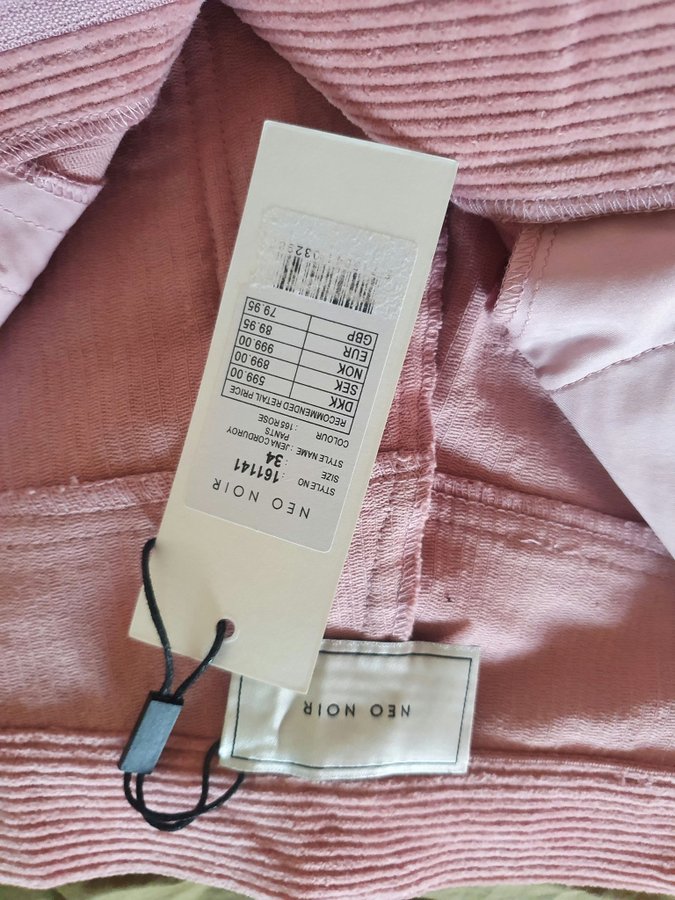 NEO NOIR
STYLE NO : 161141
SIZE : 34
STYLE NAME : JENA CORDUROY
PANTS
COLOUR : 165 ROSE
RECOMMENDED RETAIL PRICE
DKK 599.00
SEK 899.00
NOK 999.00
EUR 89.95
GBP 79.95
NEO NOIR